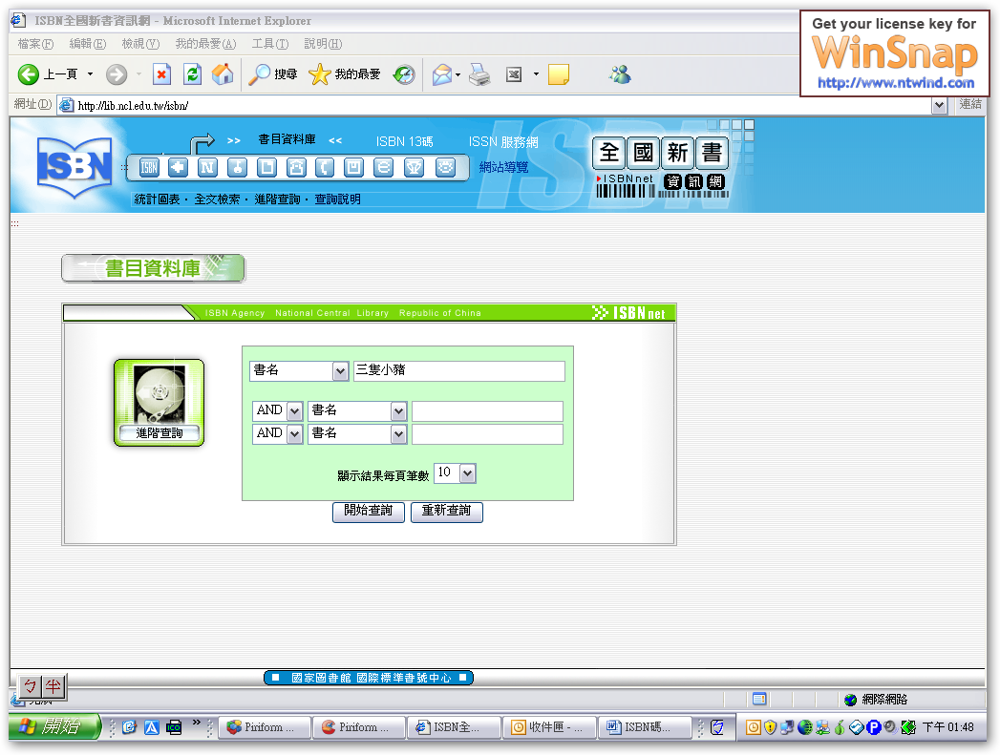 ISBN全國新書資訊網 - Microsoft Internet Explorer
Get your license key for
WinSnap
http://www.ntwind.com
檔案(F) 編輯(E) 檢視(V) 我的最愛(A) 工具(T) 說明(H)
上一頁 搜尋 我的最愛
網址(D) http://lib.ncl.edu.tw/isbn/ 連結
ISBN
>> 書目資料庫 << ISBN 13碼 ISSN 服務網
網站導覽
統計圖表· 全文檢索· 進階查詢· 查詢說明
全國新書
ISBNnet 資訊網
:::
書目資料庫
ISBN Agency National Central Library Republic of China
ISBN net
進階查詢
書名 三隻小豬
AND 書名
AND 書名
顯示結果每頁筆數 10
開始查詢 重新查詢
■ 國家圖書館 國際標準書號中心 ■
ㄅ 半
網際網路
開始 » Piriform ... Piriform ... ISBN全... 收件匣 - ... ISBN碼... 下午 01:48